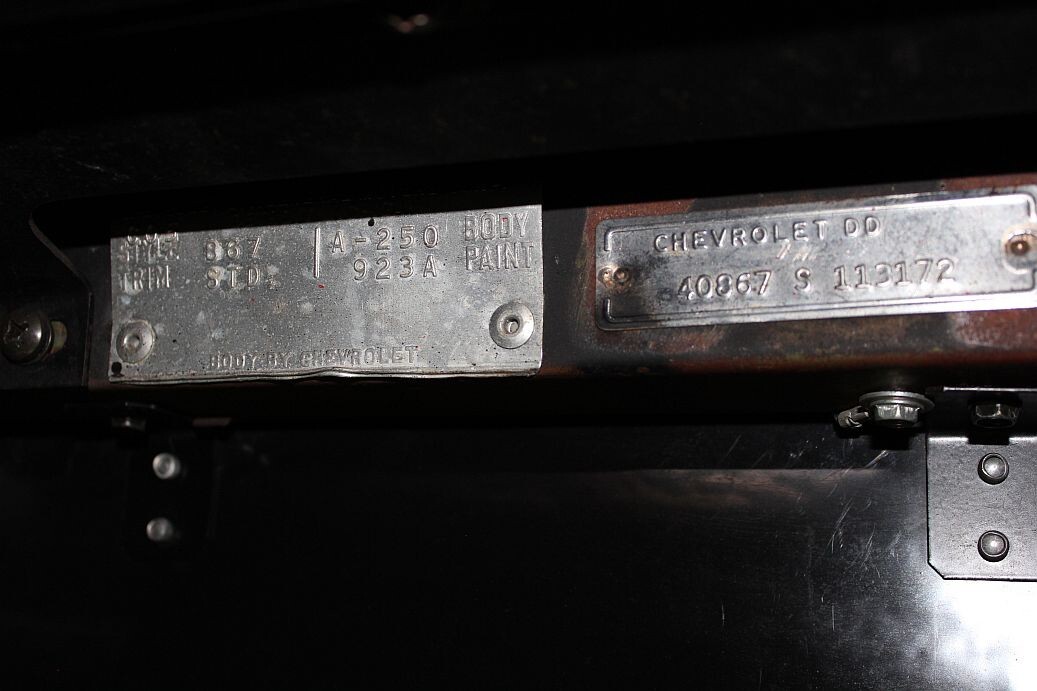 STYLE 867 A-250 BODY
TRIM STD. 923A PAINT
BODY BY CHEVROLET
CHEVROLET DD
40867 S 113172